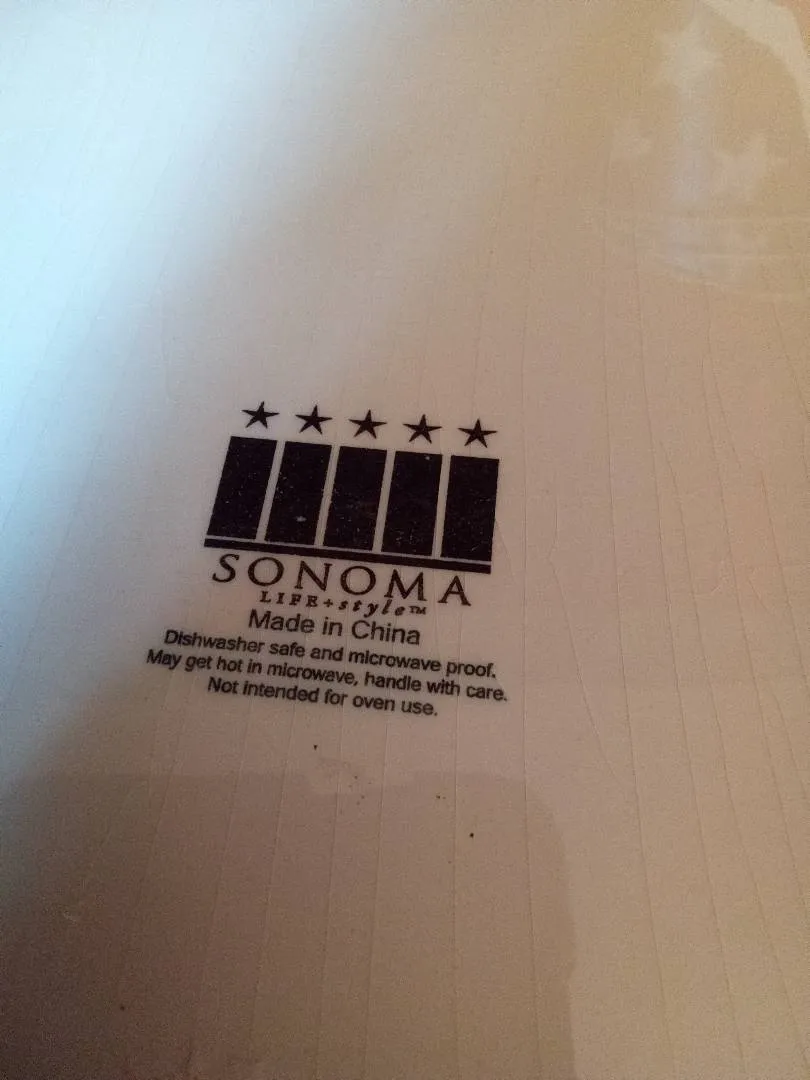 SONOMA
LIFE+style™
Made in China
Dishwasher safe and microwave proof.
May get hot in microwave, handle with care.
Not intended for oven use.